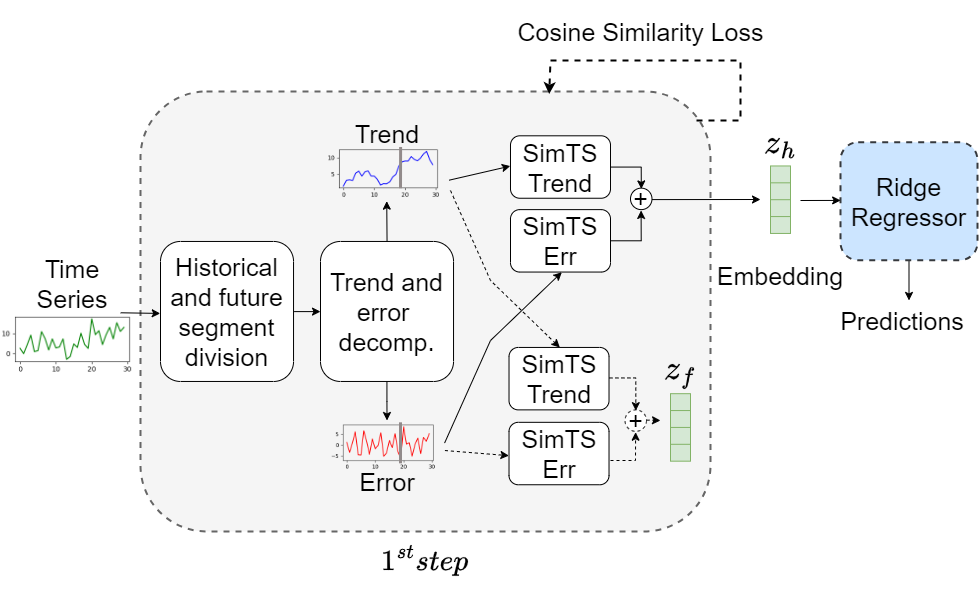 Cosine Similarity Loss
Trend
10
5
0
10
20
30
SimTS
Trend
SimTS
Err
+
z_h
Ridge
Regressor
Embedding
Predictions
Time
Series
10
0
0
10
20
30
Historical
and future
segment
division
Trend and
error
decomp.
SimTS
Trend
SimTS
Err
+
z_f
5
0
−5
0
10
20
30
Error
1^{st} step